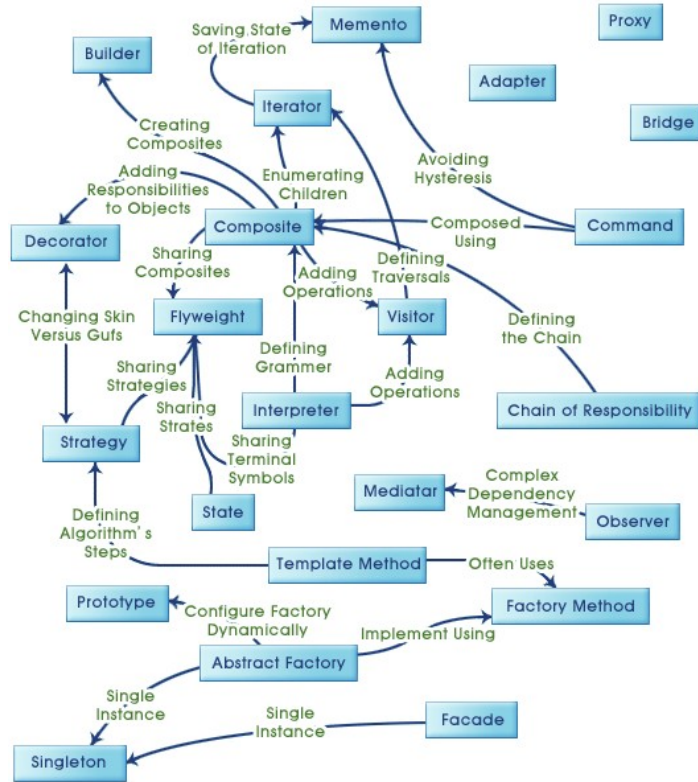 Saving State
of Iteration
Memento
Proxy
Builder
Adapter
Iterator
Bridge
Creating
Composites
Avoiding
Hysteresis
Adding
Responsibilities
to Objects
Enumerating
Children
Composite
Composed
Using
Command
Decorator
Sharing
Composites
Adding
Operations
Defining
Traversals
Changing Skin
Versus Gufs
Flyweight
Visitor
Defining
the Chain
Sharing
Strategies
Defining
Grammer
Adding
Operations
Sharing
Strates
Interpreter
Chain of Responsibility
Strategy
Sharing
Terminal
Symbols
Mediatar
Complex
Dependency
Management
State
Observer
Defining
Algorithm's
Steps
Template Method
Often Uses
Prototype
Configure Factory
Dynamically
Implement Using
Factory Method
Abstract Factory
Single
Instance
Single
Instance
Facade
Singleton